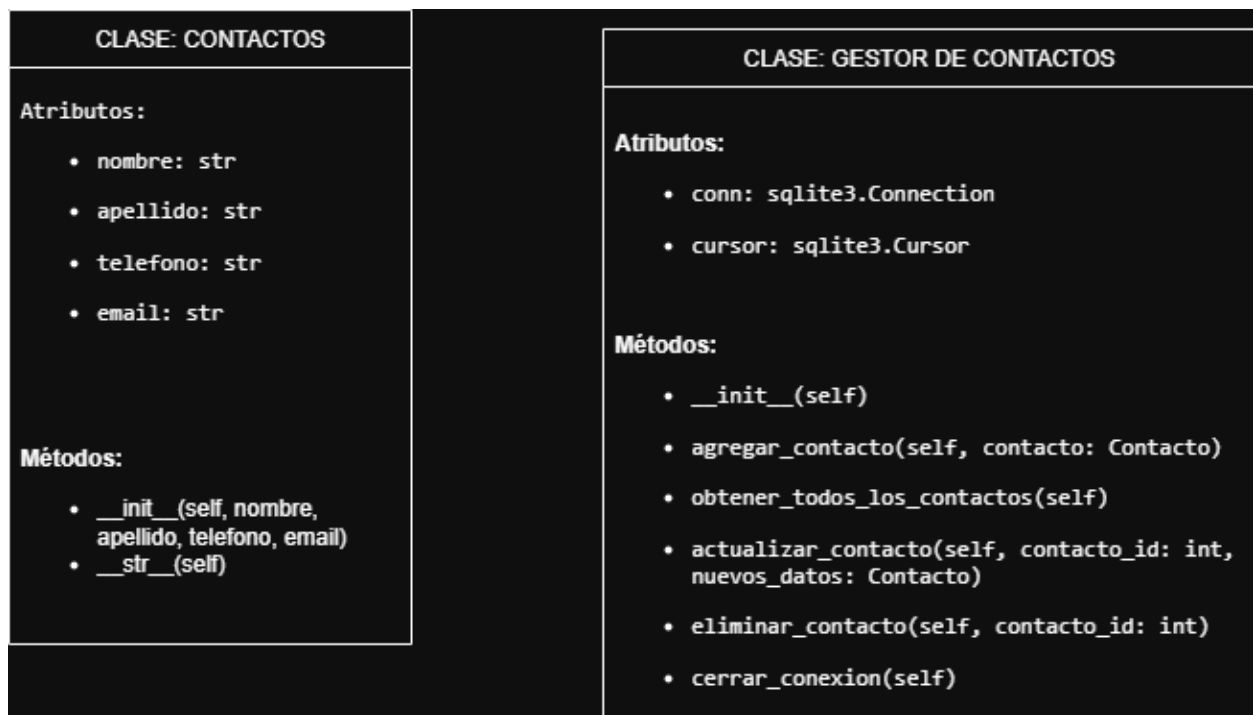 CLASE: CONTACTOS
Atributos:
• nombre: str
• apellido: str
• telefono: str
• email: str
Métodos:
• __init__(self, nombre,
apellido, telefono, email)
• __str__(self)
CLASE: GESTOR DE CONTACTOS
Atributos:
• conn: sqlite3.Connection
• cursor: sqlite3.Cursor
Métodos:
• __init__(self)
• agregar_contacto(self, contacto: Contacto)
• obtener_todos_los_contactos(self)
• actualizar_contacto(self, contacto_id: int,
nuevos_datos: Contacto)
• eliminar_contacto(self, contacto_id: int)
• cerrar_conexion(self)